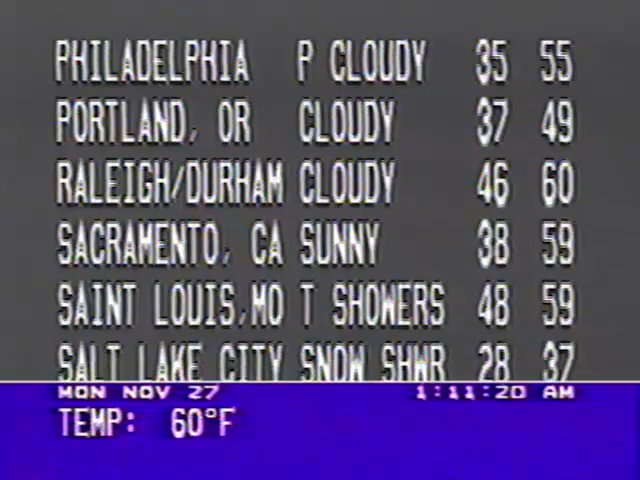 PHILADELPHIA P CLOUDY 35 55
PORTLAND, OR CLOUDY 37 49
RALEIGH/DURHAM CLOUDY 46 60
SACRAMENTO, CA SUNNY 38 59
SAINT LOUIS,MO T SHOWERS 48 59
SALT LAKE CITY SNOW SHWR 28 37
MON NOV 27 1:11:20 AM
TEMP: 60°F